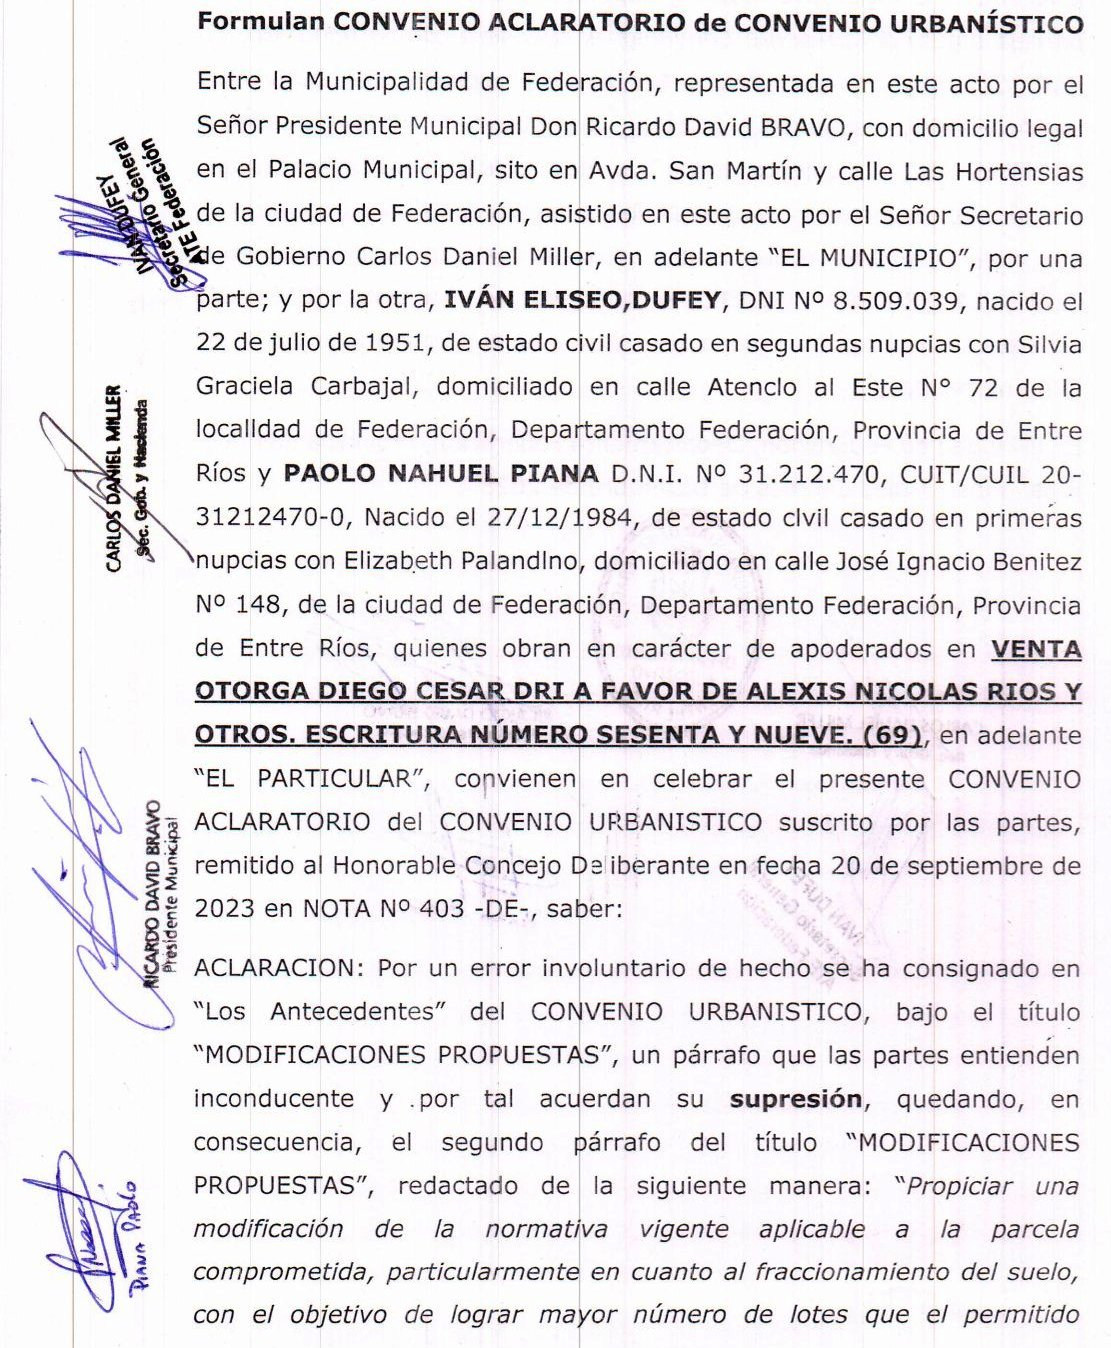 Formulan CONVENIO ACLARATORIO de CONVENIO URBANÍSTICO
Entre la Municipalidad de Federación, representada en este acto por el
Señor Presidente Municipal Don Ricardo David BRAVO, con domicilio legal
en el Palacio Municipal, sito en Avda. San Martín y calle Las Hortensias
de la ciudad de Federación, asistido en este acto por el Señor Secretario
de Gobierno Carlos Daniel Miller, en adelante “EL MUNICIPIO”, por una
parte; y por la otra, IVÁN ELISEO,DUFEY, DNI Nº 8.509.039, nacido el
22 de julio de 1951, de estado civil casado en segundas nupcias con Silvia
Graciela Carbajal, domiciliado en calle Atenclo al Este N° 72 de la
localldad de Federación, Departamento Federación, Provincia de Entre
Ríos y PAOLO NAHUEL PIANA D.N.I. Nº 31.212.470, CUIT/CUIL 20-
31212470-0, Nacido el 27/12/1984, de estado clvil casado en primeras
nupcias con Elizabeth Palandlno, domiciliado en calle José Ignacio Benitez
Nº 148, de la ciudad de Federación, Departamento Federación, Provincia
de Entre Ríos, quienes obran en carácter de apoderados en VENTA
OTORGA DIEGO CESAR DRI A FAVOR DE ALEXIS NICOLAS RIOS Y
OTROS. ESCRITURA NÚMERO SESENTA Y NUEVE. (69), en adelante
“EL PARTICULAR”, convienen en celebrar el presente CONVENIO
ACLARATORIO del CONVENIO URBANISTICO suscrito por las partes,
remitido al Honorable Concejo Deliberante en fecha 20 de septiembre de
2023 en NOTA Nº 403 -DE-, saber:
ACLARACION: Por un error involuntario de hecho se ha consignado en
“Los Antecedentes” del CONVENIO URBANISTICO, bajo el título
“MODIFICACIONES PROPUESTAS”, un párrafo que las partes entienden
inconducente y .por tal acuerdan su supresión, quedando, en
consecuencia, el segundo párrafo del título “MODIFICACIONES
PROPUESTAS”, redactado de la siguiente manera: “Propiciar una
modificación de la normativa vigente aplicable a la parcela
comprometida, particularmente en cuanto al fraccionamiento del suelo,
con el objetivo de lograr mayor número de lotes que el permitido
IVAN DUFEY
Secretario General
ATE Federación
CARLOS DANIEL MILLER
Sec. Gob. y Hacienda
RICARDO DAVID BRAVO
Presidente Municipal
PIANA PAOLO